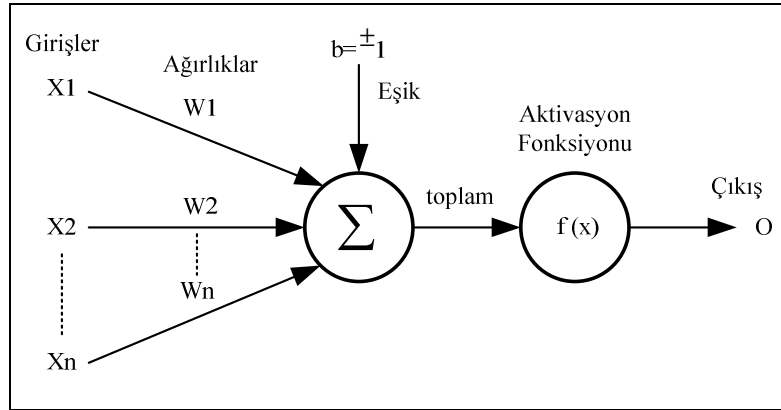 Girişler
X1
X2
Xn
Ağırlıklar
W1
W2
Wn
b=±1
Eşik
Σ
toplam
Aktivasyon
Fonksiyonu
f(x)
Çıkış
O